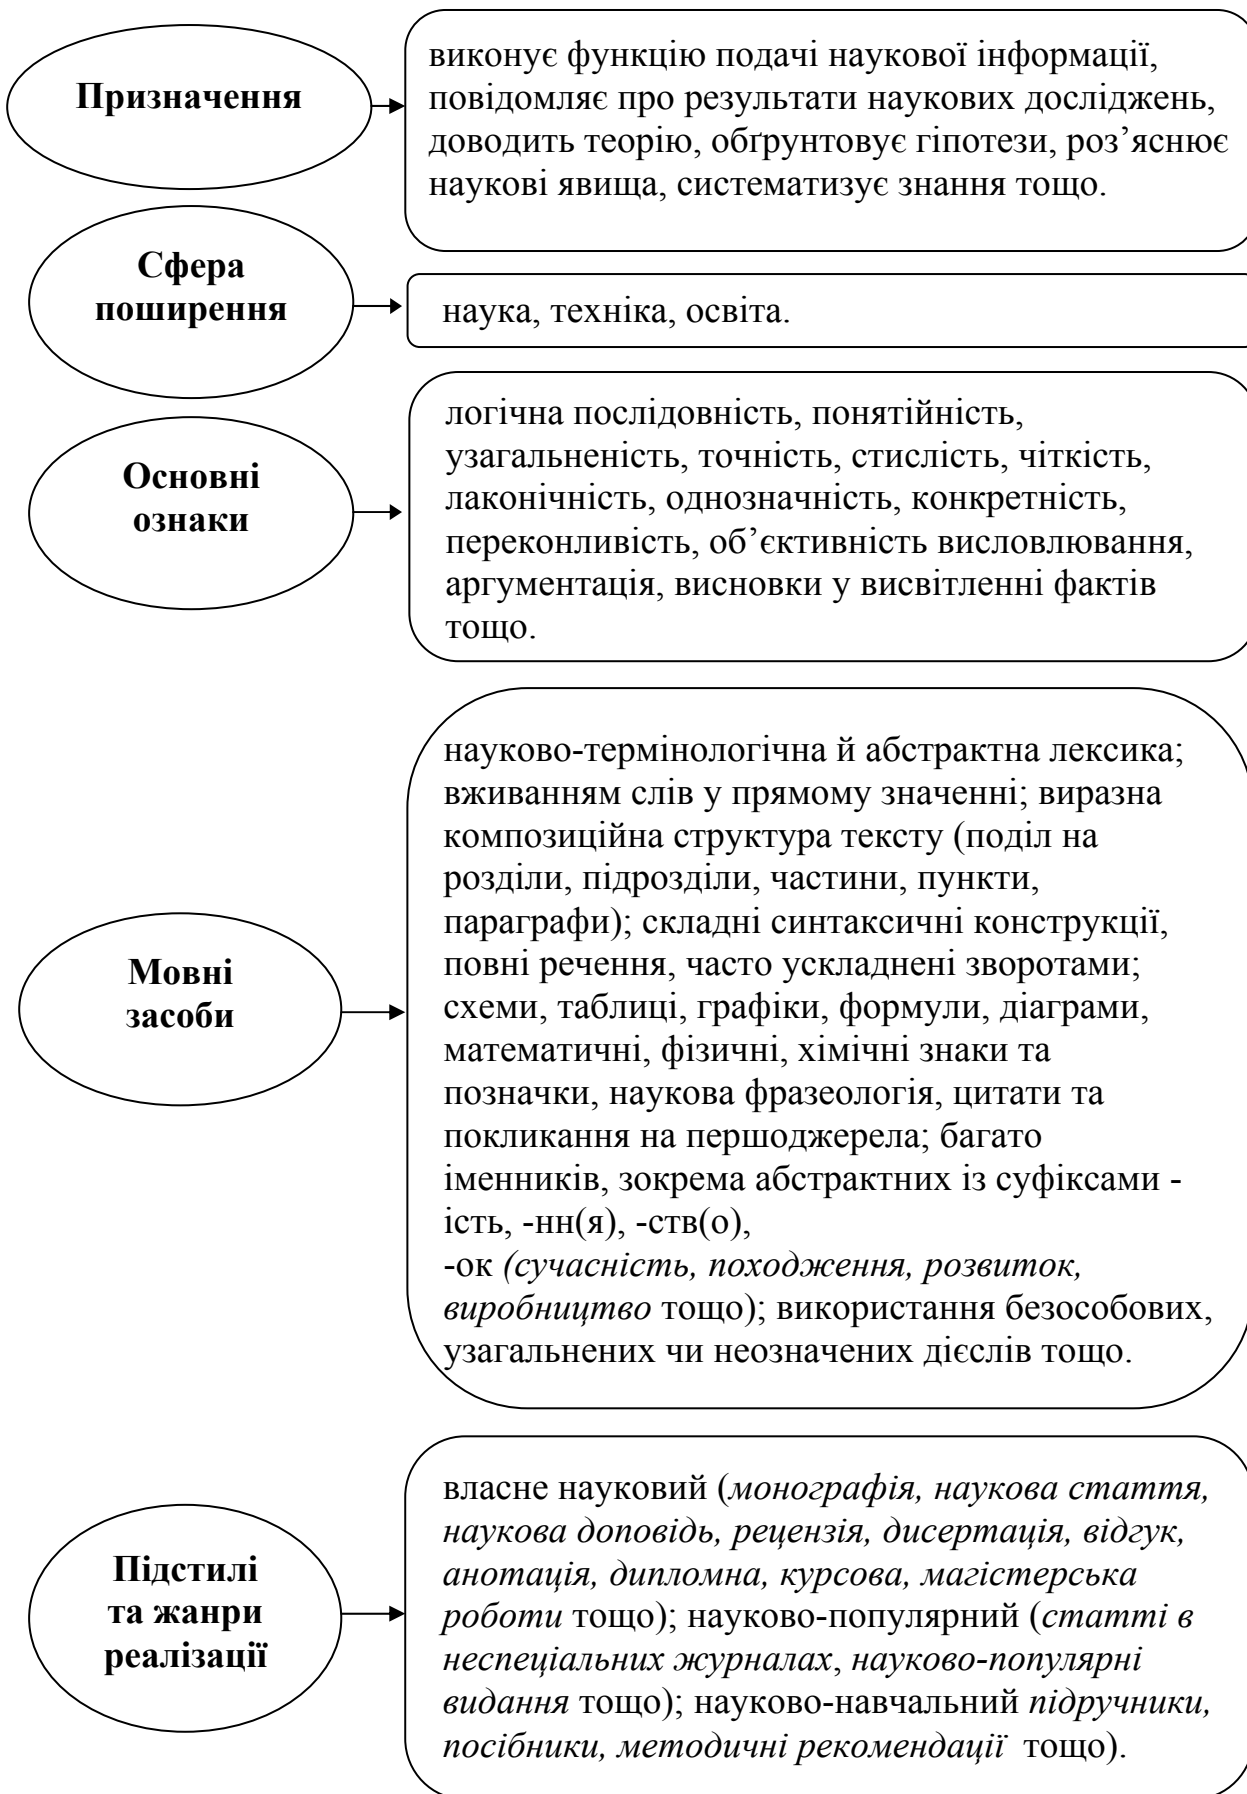 Призначення
виконує функцію подачі наукової інформації,
повідомляє про результати наукових досліджень,
доводить теорію, обґрунтовує гіпотези, роз’яснює
наукові явища, систематизує знання тощо.
Сфера
поширення
наука, техніка, освіта.
Основні
ознаки
логічна послідовність, понятійність,
узагальненість, точність, стислість, чіткість,
лаконічність, однозначність, конкретність,
переконливість, об’єктивність висловлювання,
аргументація, висновки у висвітленні фактів
тощо.
Мовні
засоби
науково-термінологічна й абстрактна лексика;
вживанням слів у прямому значенні; виразна
композиційна структура тексту (поділ на
розділи, підрозділи, частини, пункти,
параграфи); складні синтаксичні конструкції,
повні речення, часто ускладнені зворотами;
схеми, таблиці, графіки, формули, діаграми,
математичні, фізичні, хімічні знаки та
позначки, наукова фразеологія, цитати та
покликання на першоджерела; багато
іменників, зокрема абстрактних із суфіксами -
ість, -нн(я), -ств(о),
-ок (сучасність, походження, розвиток,
виробництво тощо); використання безособових,
узагальнених чи неозначених дієслів тощо.
Підстилі
та жанри
реалізації
власне науковий (монографія, наукова стаття,
наукова доповідь, рецензія, дисертація, відгук,
анотація, дипломна, курсова, магістерська
роботи тощо); науково-популярний (статті в
неспеціальних журналах, науково-популярні
видання тощо); науково-навчальний підручники,
посібники, методичні рекомендації тощо).